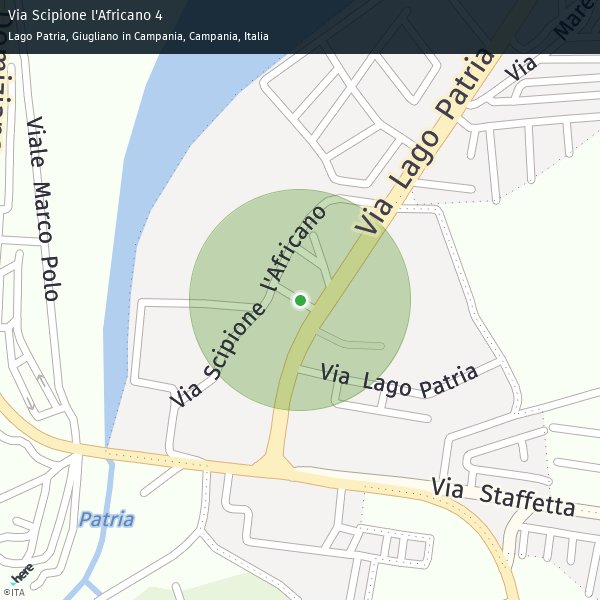 Via Scipione l'Africano 4
Lago Patria, Giugliano in Campania, Campania, Italia
Via Mare
Via Lago Patria
Viale Marco Polo
Via Scipione l'Africano
Via Lago Patria
Via Staffetta
Patria
here
©ITA